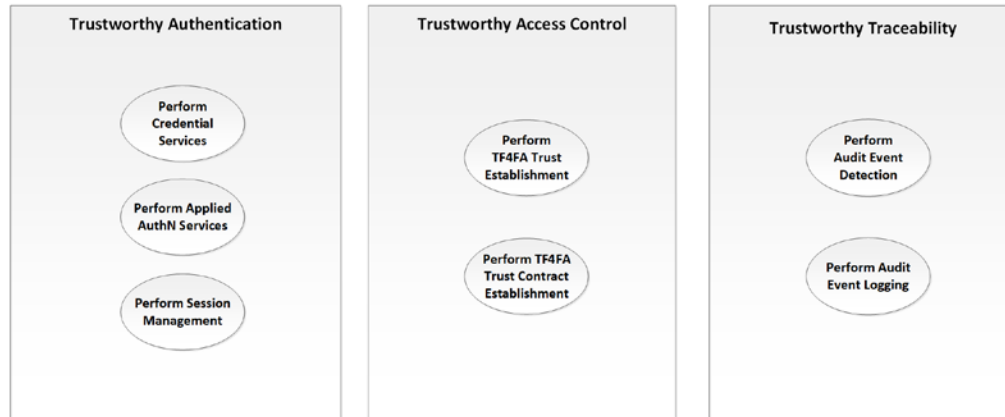 Trustworthy Authentication
Perform
Credential
Services
Perform Applied
AuthN Services
Perform Session
Management
Trustworthy Access Control
Perform
TF4FA Trust
Establishment
Perform TF4FA
Trust Contract
Establishment
Trustworthy Traceability
Perform
Audit Event
Detection
Perform Audit
Event Logging